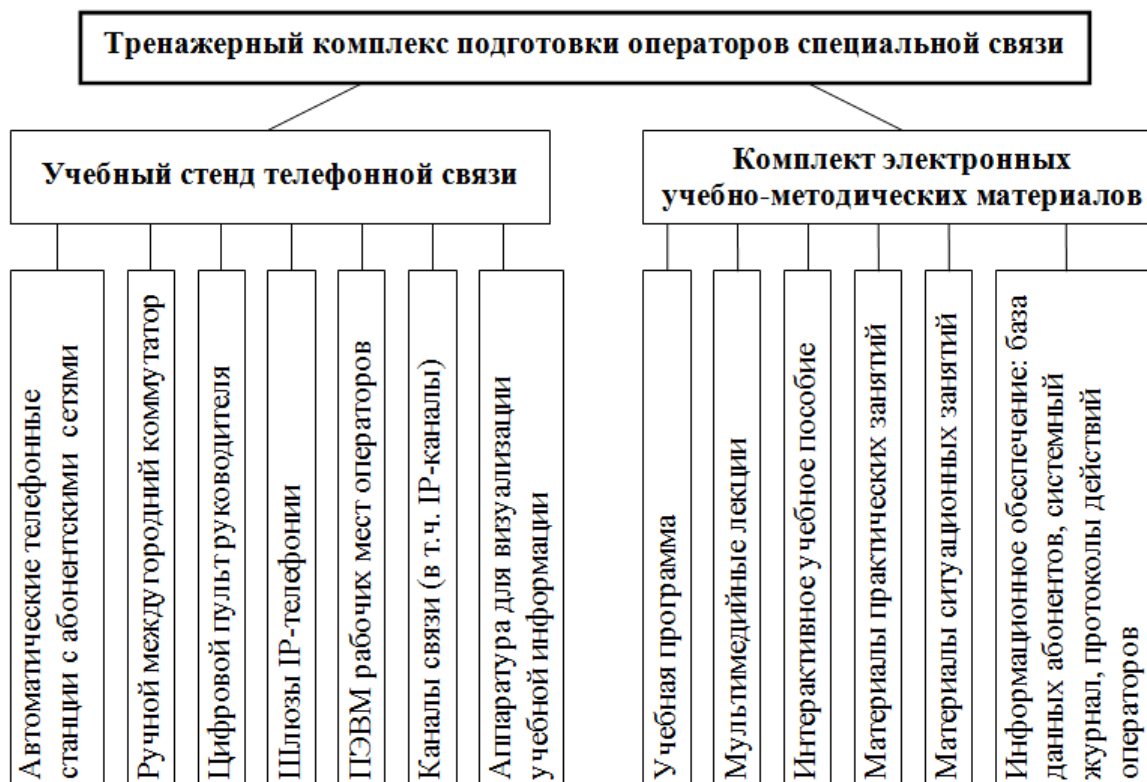 Тренажерный комплекс подготовки операторов специальной связи
Учебный стенд телефонной связи
Комплект электронных
учебно-методических материалов
Автоматические телефонные
станции с абонентскими сетями
Ручной междугородний коммутатор
Цифровой пульт руководителя
Шлюзы IP-телефонии
ПЭВМ рабочих мест операторов
Каналы связи (в т.ч. IP-каналы)
Аппаратура для визуализации
учебной информации
Учебная программа
Мультимедийные лекции
Интерактивное учебное пособие
Материалы практических занятий
Материалы ситуационных занятий
Информационное обеспечение: база
данных абонентов, системный
журнал, протоколы действий
операторов